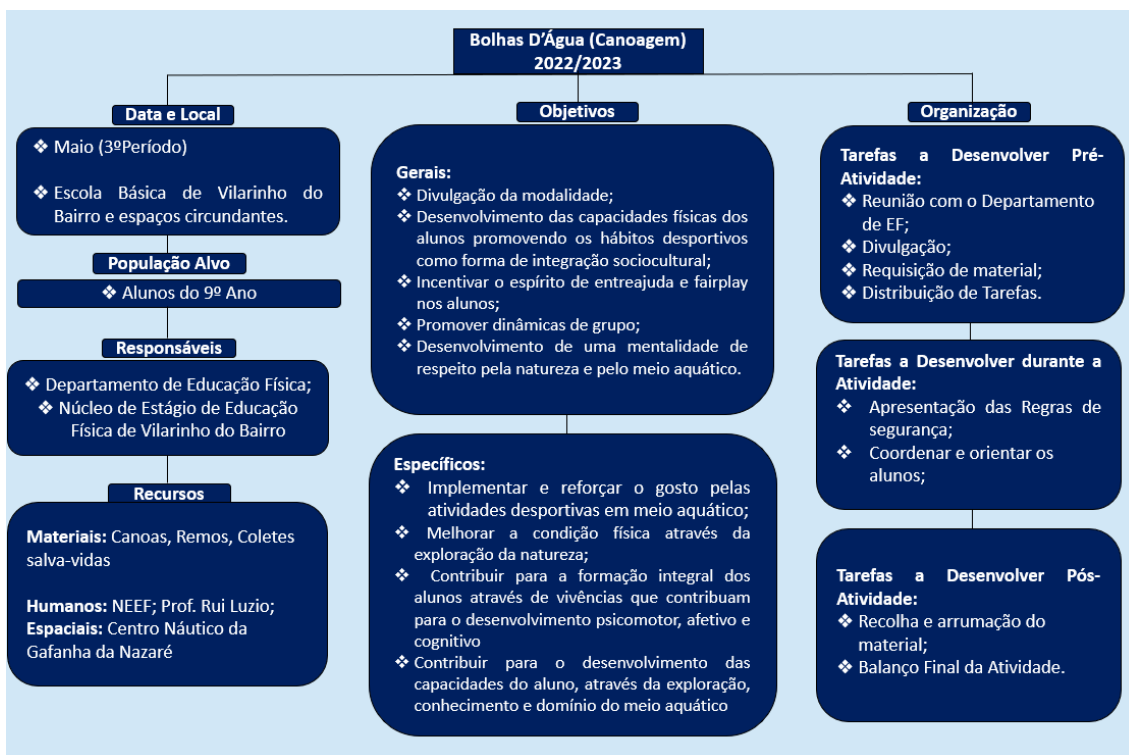 Bolhas D'Água (Canoagem)
2022/2023
Data e Local
❖ Maio (3ºPeríodo)
❖ Escola Básica de Vilarinho do
Bairro e espaços circundantes.
População Alvo
❖ Alunos do 9º Ano
Responsáveis
❖ Departamento de Educação Física;
❖ Núcleo de Estágio de Educação
Física de Vilarinho do Bairro
Recursos
Materiais: Canoas, Remos, Coletes
salva-vidas
Humanos: NEEF; Prof. Rui Luzio;
Espaciais: Centro Náutico da
Gafanha da Nazaré
Objetivos
Gerais:
❖ Divulgação da modalidade;
❖ Desenvolvimento das capacidades físicas dos
alunos promovendo os hábitos desportivos
como forma de integração sociocultural;
❖ Incentivar o espírito de entreajuda e fairplay
nos alunos;
❖ Promover dinâmicas de grupo;
❖ Desenvolvimento de uma mentalidade de
respeito pela natureza e pelo meio aquático.
Específicos:
❖ Implementar e reforçar o gosto pelas
atividades desportivas em meio aquático;
❖ Melhorar a condição física através da
exploração da natureza;
❖ Contribuir para a formação integral dos
alunos através de vivências que contribuam
para o desenvolvimento psicomotor, afetivo e
cognitivo
❖ Contribuir para o desenvolvimento das
capacidades do aluno, através da exploração,
conhecimento e domínio do meio aquático
Organização
Tarefas a Desenvolver Pré-
Atividade:
❖ Reunião com o Departamento
de EF;
❖ Divulgação;
❖ Requisição de material;
❖ Distribuição de Tarefas.
Tarefas a Desenvolver durante a
Atividade:
❖ Apresentação das Regras de
segurança;
❖ Coordenar e orientar os
alunos;
Tarefas a Desenvolver Pós-
Atividade:
❖ Recolha e arrumação do
material;
❖ Balanço Final da Atividade.